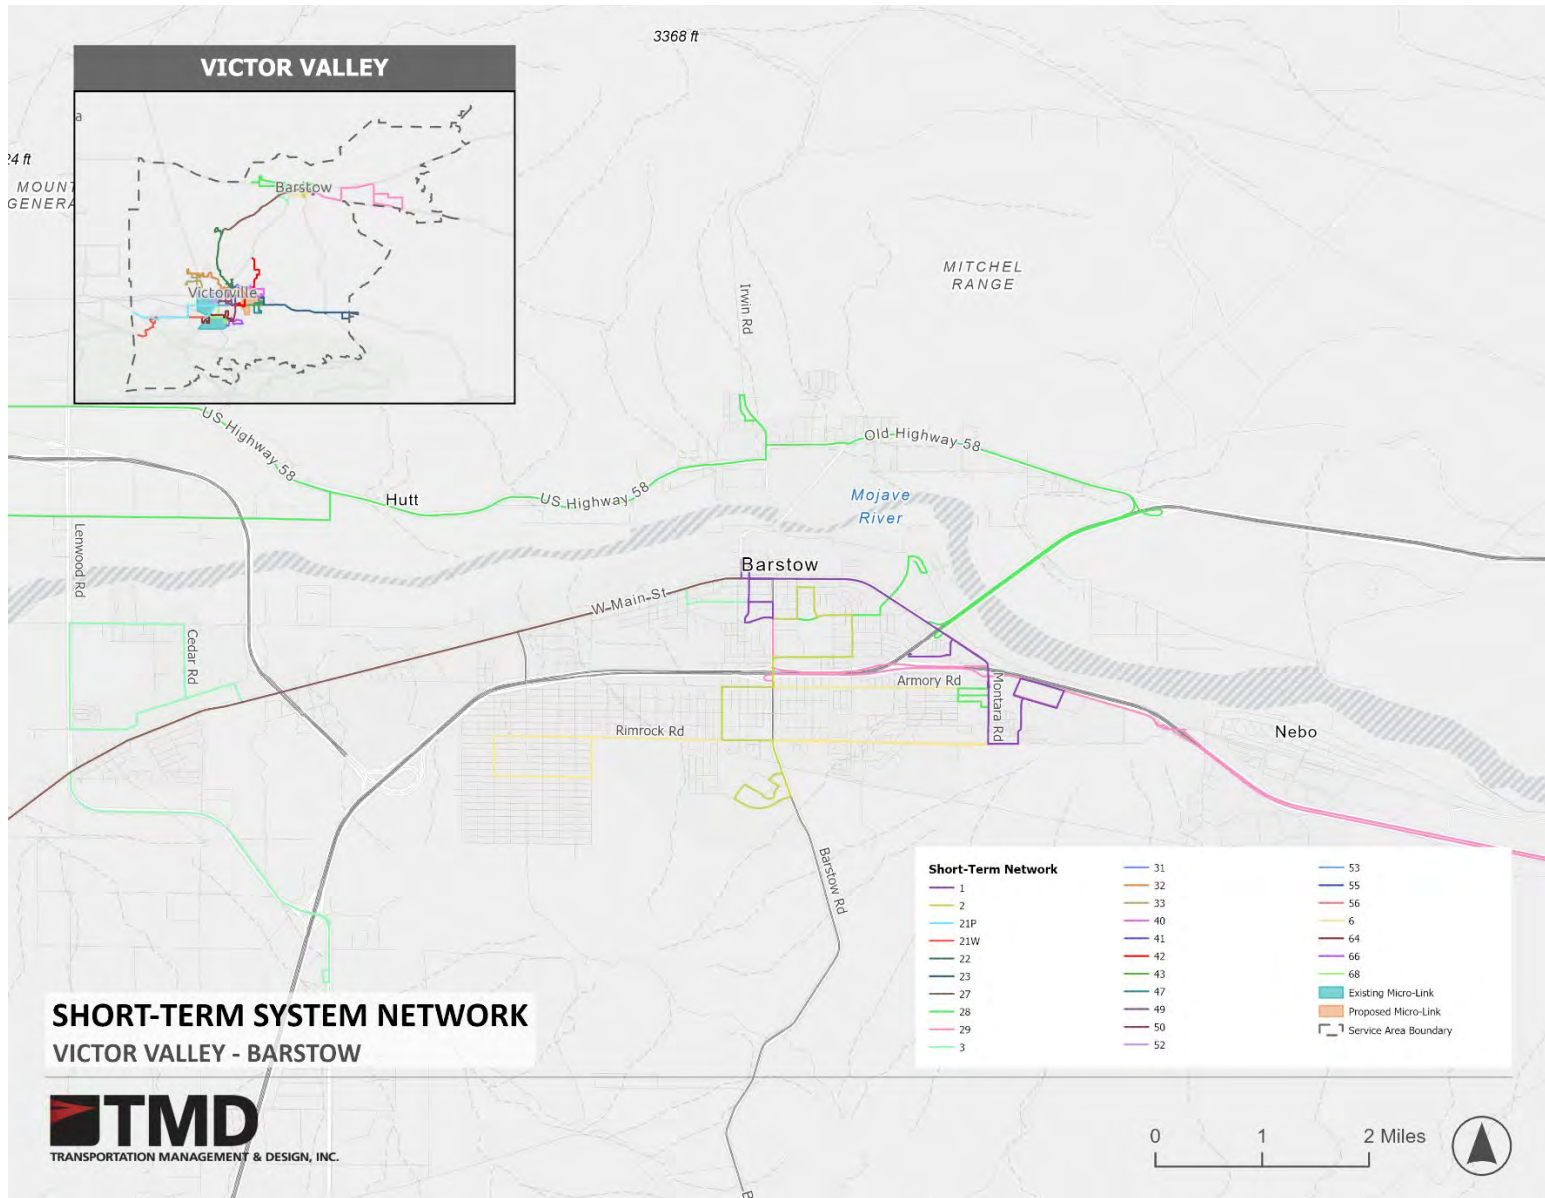 3368 ft
VICTOR VALLEY
a
Barstow
Victorville
24 ft
MOUNT
GENERA
MITCHEL
RANGE
Irwin Rd
US Highway 58
Old Highway 58
Hutt
US Highway 58
Mojave
River
Lenwood Rd
Barstow
W Main St
Cedar Rd
Armory Rd
Montara Rd
Rimrock Rd
Nebo
Barstow Rd
Short-Term Network
1
2
21P
21W
22
23
27
28
29
3
31
32
33
40
41
42
43
47
49
50
52
53
55
56
6
64
66
68
Existing Micro-Link
Proposed Micro-Link
Service Area Boundary
SHORT-TERM SYSTEM NETWORK
VICTOR VALLEY - BARSTOW
TMD
TRANSPORTATION MANAGEMENT & DESIGN, INC.
0 1 2 Miles
B